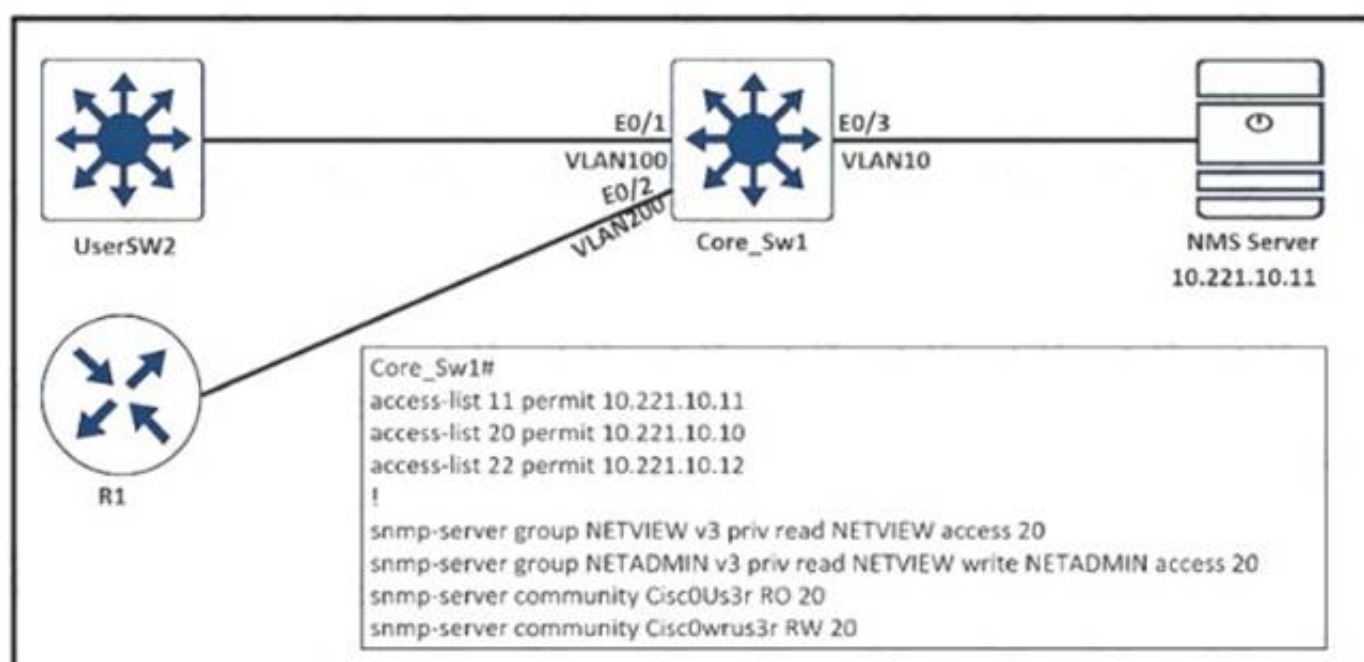 E0/1
E0/3
VLAN100
VLAN10
E0/2
VLAN200
UserSW2
Core_Sw1
NMS Server
10.221.10.11
R1
Core_Sw1#
access-list 11 permit 10.221.10.11
access-list 20 permit 10.221.10.10
access-list 22 permit 10.221.10.12
!
snmp-server group NETVIEW v3 priv read NETVIEW access 20
snmp-server group NETADMIN v3 priv read NETVIEW write NETADMIN access 20
snmp-server community Cisc0Us3r RO 20
snmp-server community Cisc0wrus3r RW 20